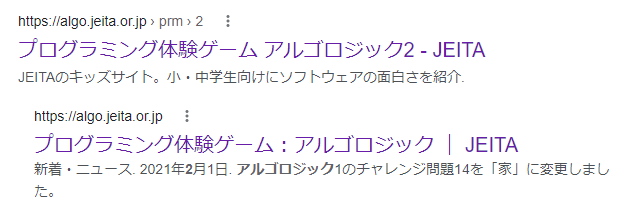 https://algo.jeita.or.jp › prm › 2
プログラミング体験ゲーム アルゴロジック2 - JEITA
JEITAのキッズサイト。小・中学生向けにソフトウェアの面白さを紹介.
https://algo.jeita.or.jp
プログラミング体験ゲーム：アルゴロジック ｜ JEITA
新着・ニュース. 2021年2月1日. アルゴロジック1のチャレンジ問題14を「家」に変更しまし
た。